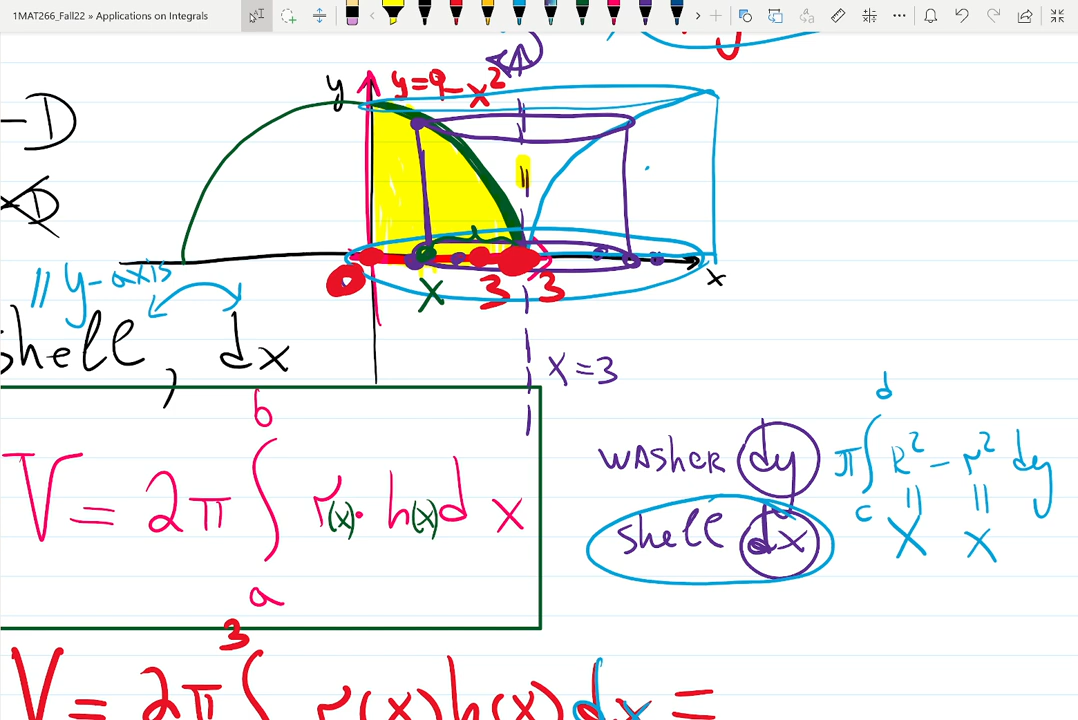 1MAT266_Fall22 » Applications on Integrals
y
y=9-x²
-D
D
|| y-axis
x
3
3
x
shell, dx
x=3
V = 2π ∫ₐᵇ r(x)·h(x)dx
WASHER dy
π∫ R² - r² dy
d
c
||
||
x
x
shell dx
3
V = 2π ∫ r(x)h(x)dx =